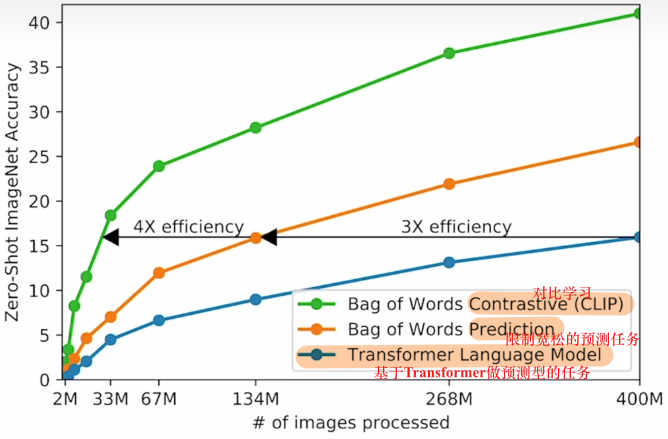 40
35
30
25
20
15
10
5
0
Zero-Shot ImageNet Accuracy
4X efficiency
3X efficiency
对比学习
Bag of Words Contrastive (CLIP)
Bag of Words Prediction
限制宽松的预测任务
Transformer Language Model
基于Transformer做预测型的任务
2M 33M 67M 134M 268M 400M
# of images processed